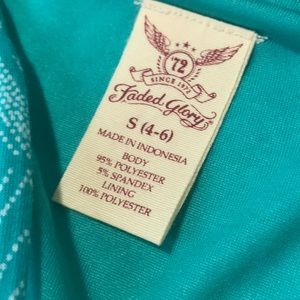 '72
SINCE 1972
Faded Glory
S (4-6)
MADE IN INDONESIA
BODY
95% POLYESTER
5% SPANDEX
LINING
100% POLYESTER